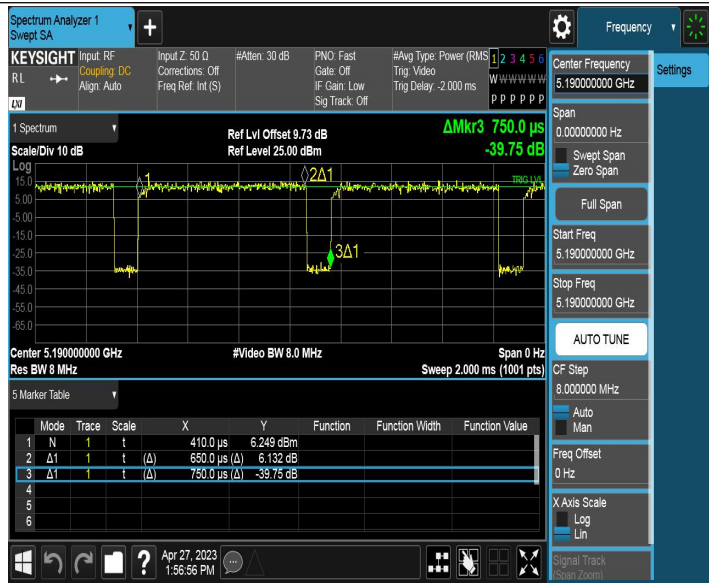 Spectrum Analyzer 1
Swept SA
Frequency
KEYSIGHT
RL
LXI
Input: RF
Coupling: DC
Align: Auto
Input Z: 50 Ω
Corrections: Off
Freq Ref: Int (S)
#Atten: 30 dB
PNO: Fast
Gate: Off
IF Gain: Low
Sig Track: Off
#Avg Type: Power (RMS
Trig: Video
Trig Delay: -2.000 ms
1 2 3 4 5 6
W W W W W W
P P P P P P
1 Spectrum
Scale/Div 10 dB
Ref Lvl Offset 9.73 dB
Ref Level 25.00 dBm
ΔMkr3 750.0 µs
-39.75 dB
Log
15.0
5.00
-5.00
-15.0
-25.0
-35.0
-45.0
-55.0
-65.0
1
2Δ1
3Δ1
TRIG LVL
Center 5.190000000 GHz
Res BW 8 MHz
#Video BW 8.0 MHz
Span 0 Hz
Sweep 2.000 ms (1001 pts)
5 Marker Table
Mode Trace Scale X Y Function Function Width Function Value
1 N 1 t 410.0 µs 6.249 dBm
2 Δ1 1 t (Δ) 650.0 µs (Δ) 6.132 dB
3 Δ1 1 t (Δ) 750.0 µs (Δ) -39.75 dB
4
5
6
Apr 27, 2023
1:56:56 PM
Settings
Center Frequency
5.190000000 GHz
Span
0.00000000 Hz
Swept Span
Zero Span
Full Span
Start Freq
5.190000000 GHz
Stop Freq
5.190000000 GHz
AUTO TUNE
CF Step
8.000000 MHz
Auto
Man
Freq Offset
0 Hz
X Axis Scale
Log
Lin
Signal Track
(Span Zoom)